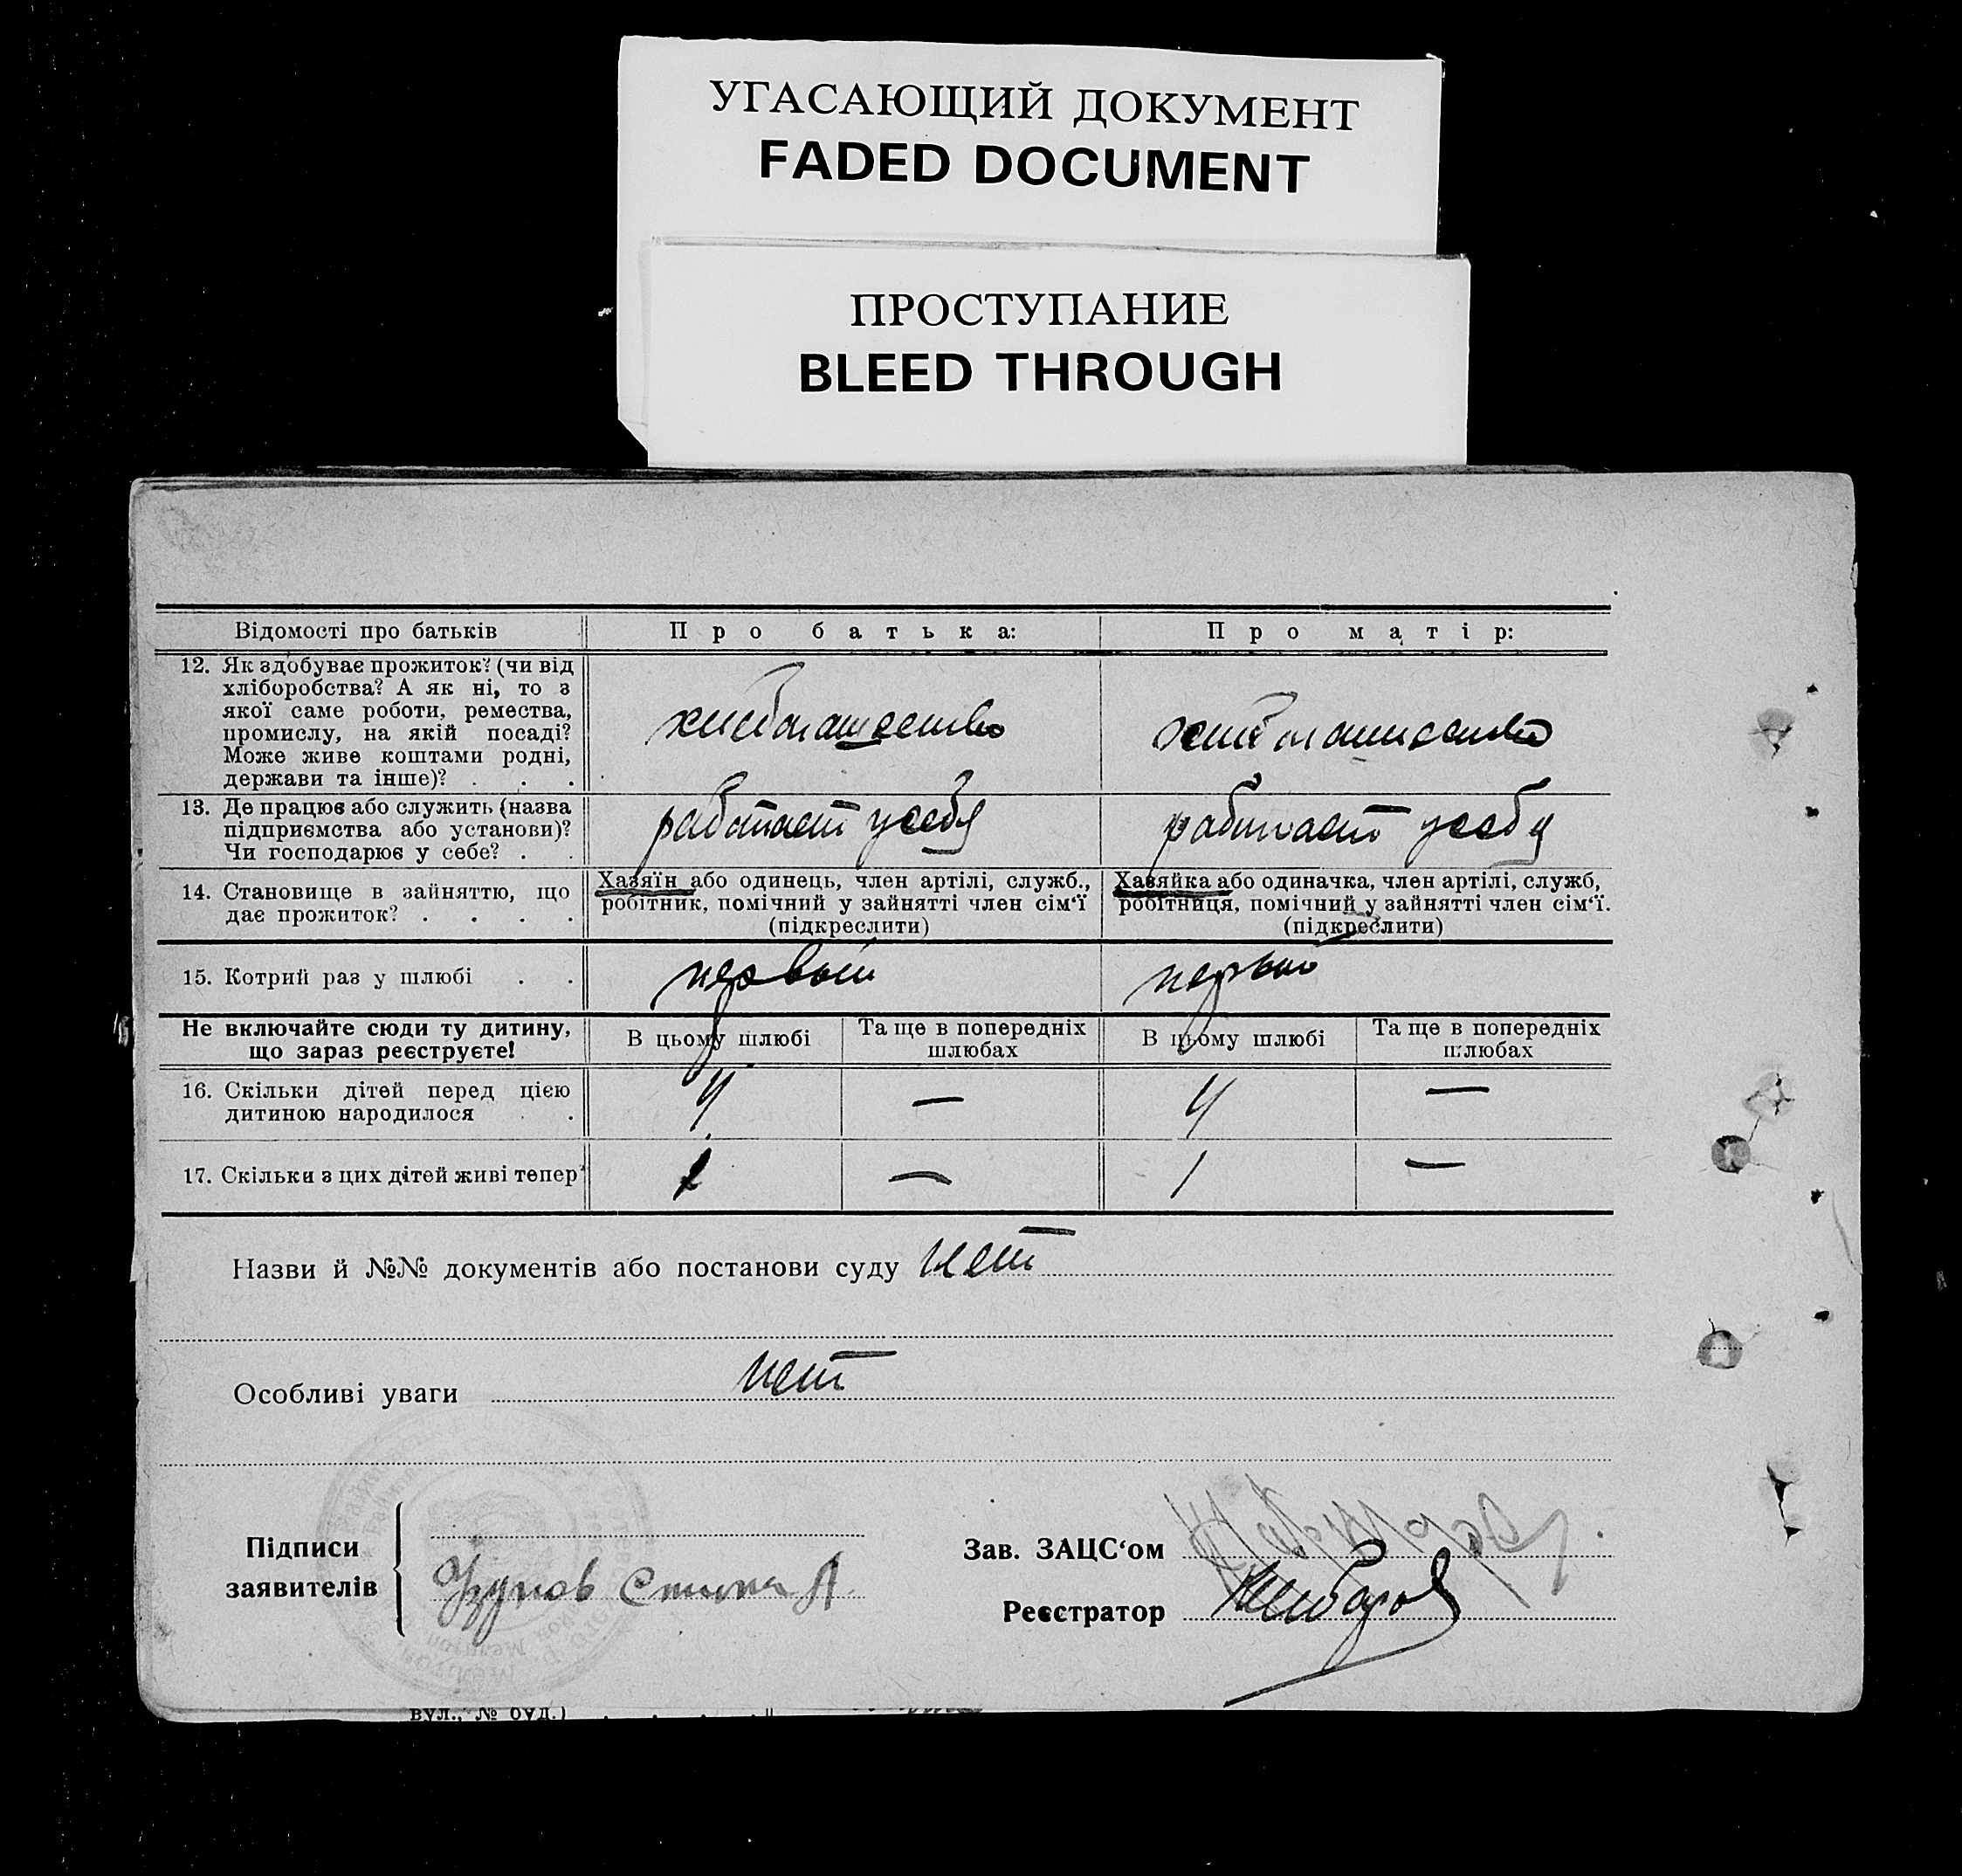 УГАСАЮЩИЙ ДОКУМЕНТ
FADED DOCUMENT
ПРОСТУПАНИЕ
BLEED THROUGH
Відомості про батьків Про батька: Про матір:
12. Як здобуває прожиток? (чи від
хліборобства? А як ні, то з
якої саме роботи, ремества,
промислу, на якій посаді?
Може живе коштами родні,
держави та інше)? . . .
хлебопашество хлебопашество
13. Де працює або служить (назва
підприємства або установи)?
Чи господарює у себе? . .
работает у себя работает у себя
14. Становище в зайняттю, що
дає прожиток? . . . .
Хазяїн або одинець, член артілі, служб.,
робітник, помічний у зайнятті член сім‘ї
(підкреслити)
Хазяйка або одиначка, член артілі, служб,
робітниця, помічний у зайнятті член сім‘ї.
(підкреслити)
15. Котрий раз у шлюбі . . первый первый
Не включайте сюди ту дитину,
що зараз реєструєте!
В цьому шлюбі Та ще в попередніх
шлюбах
В цьому шлюбі Та ще в попередніх
шлюбах
16. Скільки дітей перед цією
дитиною народилося . .
4 — 4 —
17. Скільки з цих дітей живі тепер 1 — 1 —
Назви й №№ документів або постанови суду нет
Особливі уваги нет
Підписи
заявителів
Узунов А
Зав. ЗАЦС‘ом
Реєстратор
вул., № буд.) . . . .